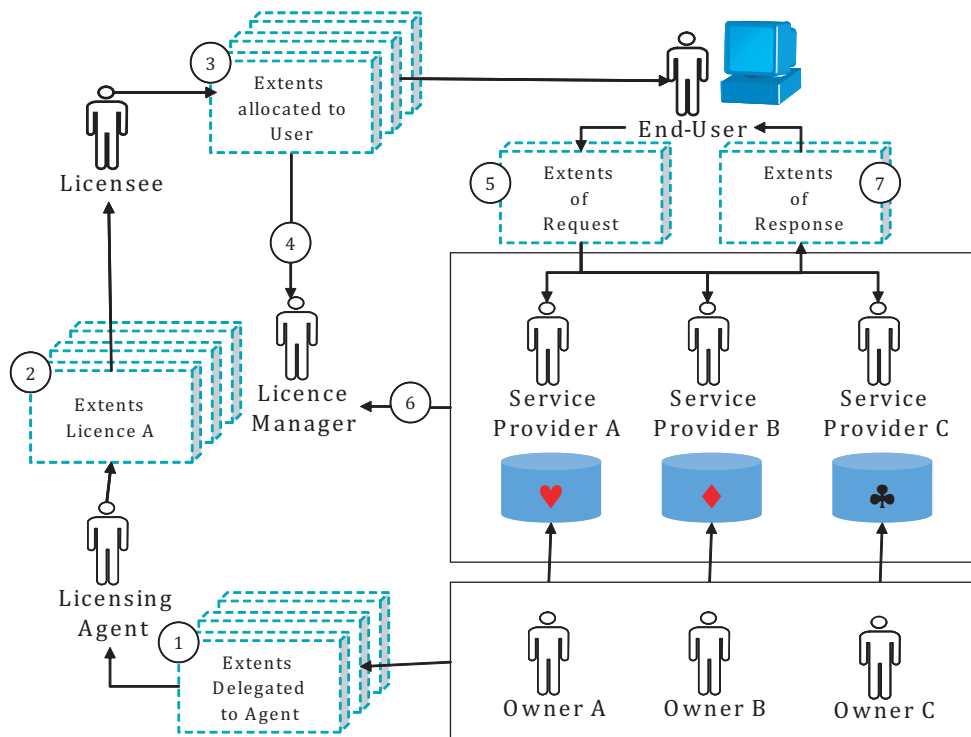 3
Extents
allocated to
User
End-User
Licensee
5
Extents
of
Request
Extents
of
Response
7
4
2
Extents
Licence A
Licence
Manager
6
Service
Provider A
Service
Provider B
Service
Provider C
Licensing
Agent
1
Extents
Delegated
to Agent
Owner A
Owner B
Owner C